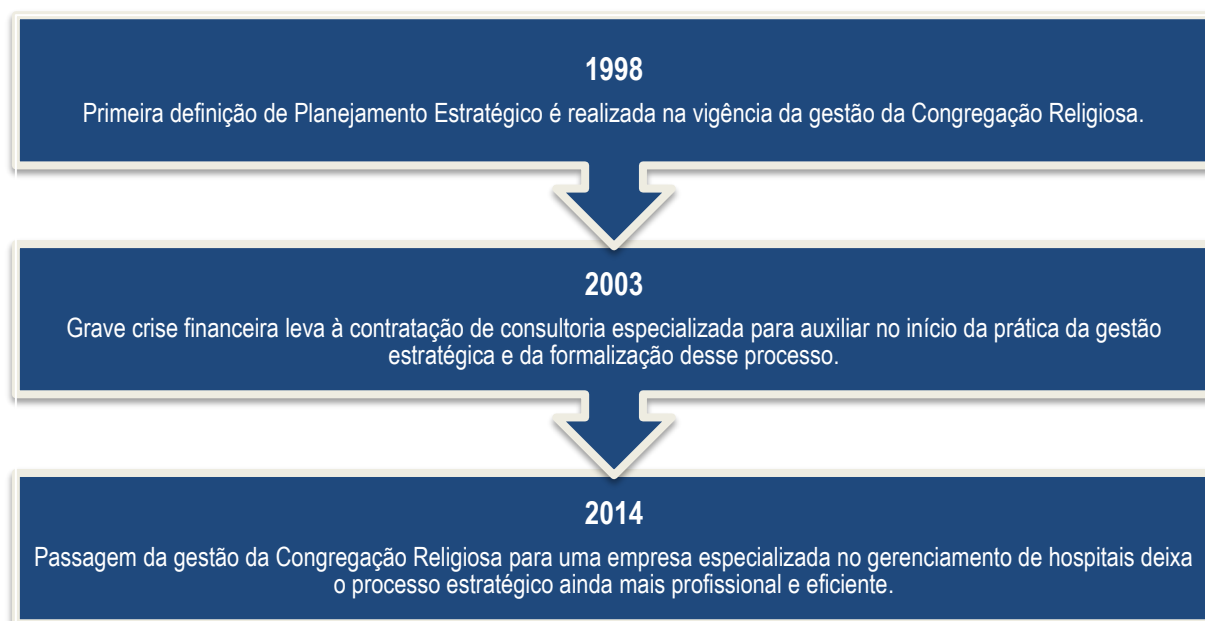 1998
Primeira definição de Planejamento Estratégico é realizada na vigência da gestão da Congregação Religiosa.
2003
Grave crise financeira leva à contratação de consultoria especializada para auxiliar no início da prática da gestão
estratégica e da formalização desse processo.
2014
Passagem da gestão da Congregação Religiosa para uma empresa especializada no gerenciamento de hospitais deixa
o processo estratégico ainda mais profissional e eficiente.